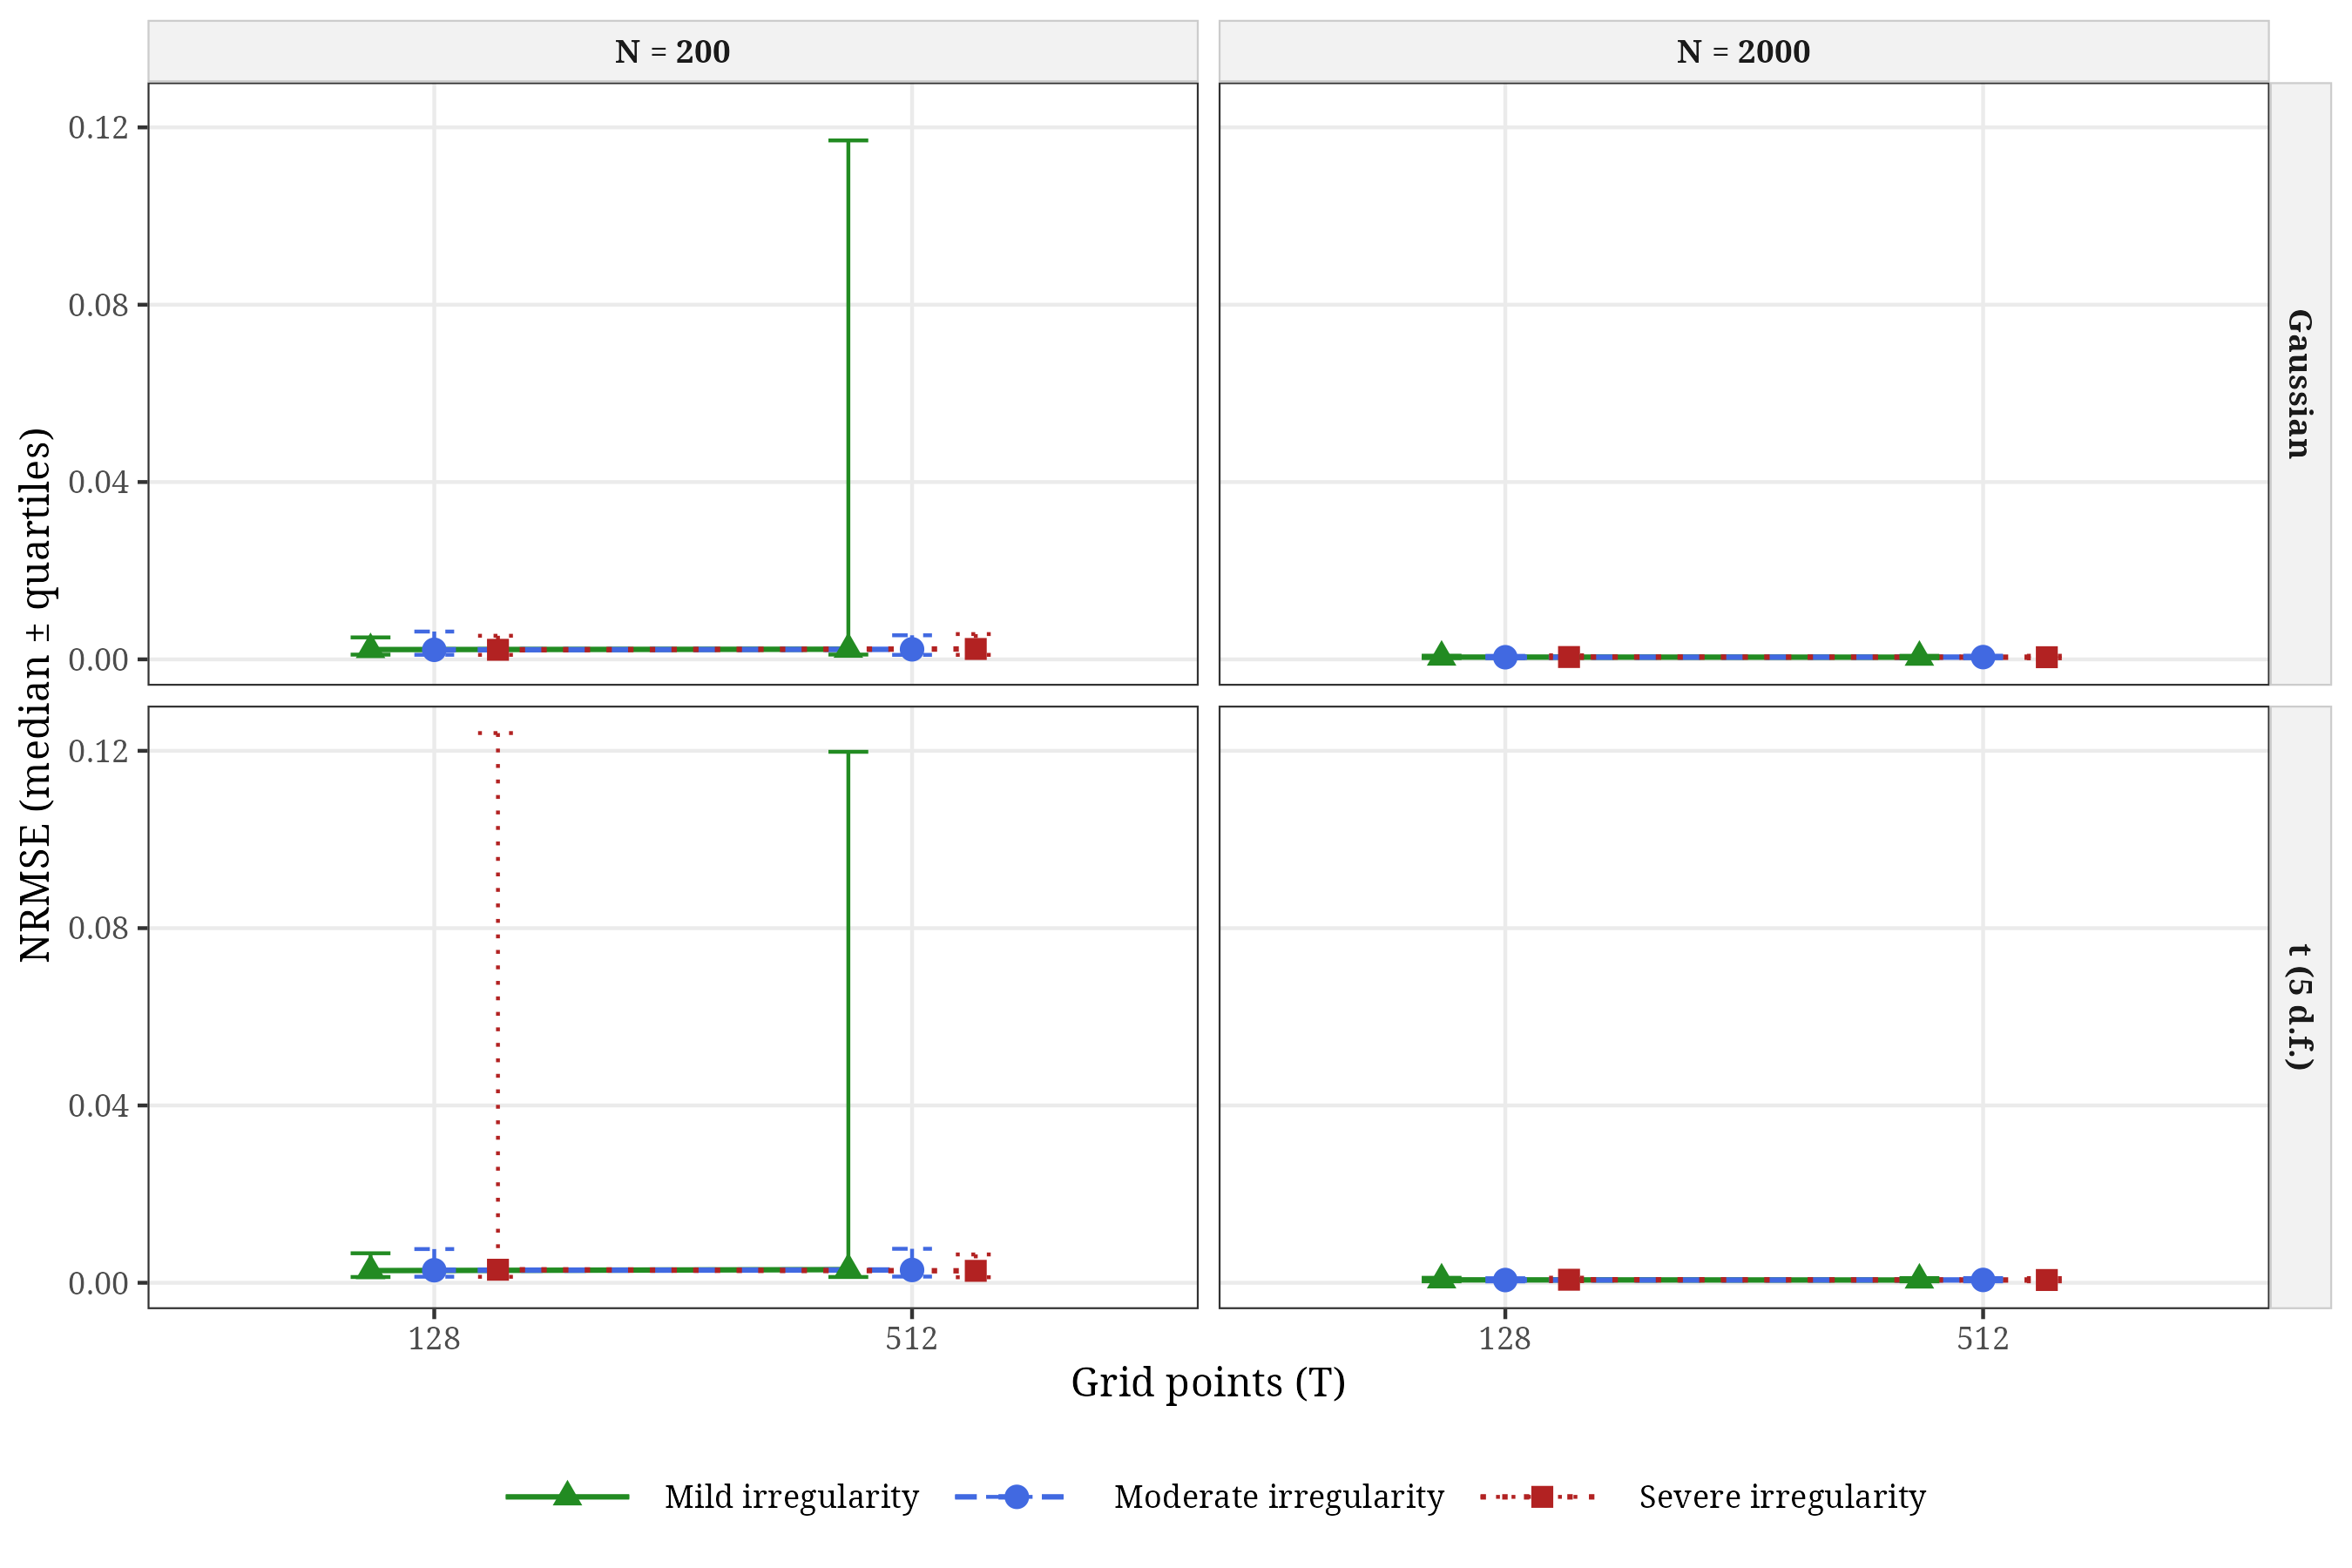 N = 200
N = 2000
0.12
0.08
0.04
0.00
Gaussian
NRMSE (median ± quartiles)
0.12
0.08
0.04
0.00
t (5 d.f.)
128
512
128
512
Grid points (T)
Mild irregularity
Moderate irregularity
Severe irregularity